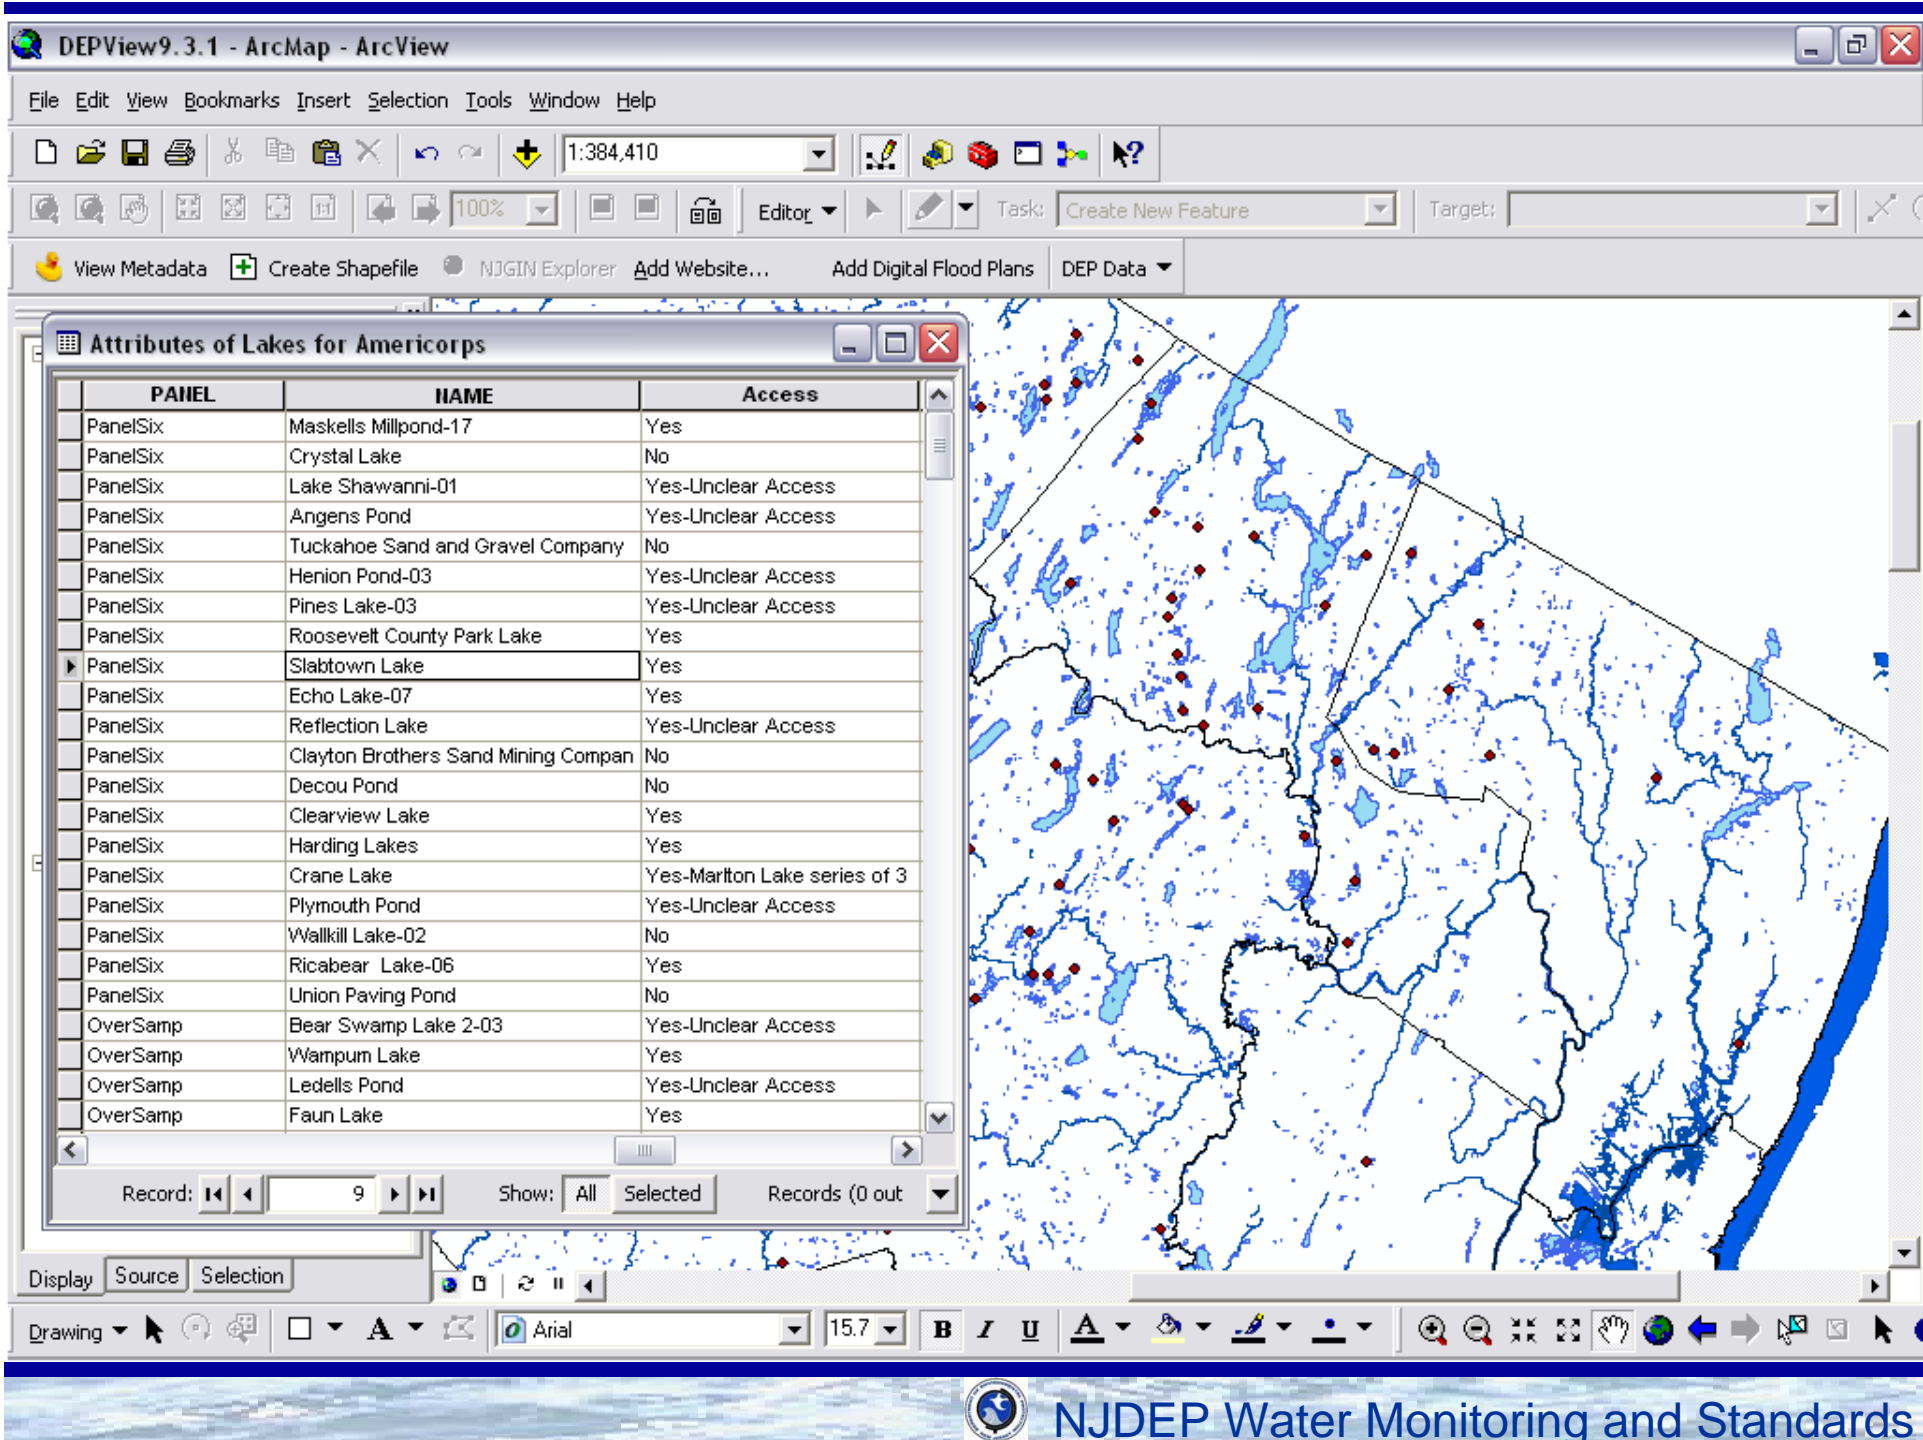 DEPView9.3.1 - ArcMap - ArcView
File Edit View Bookmarks Insert Selection Tools Window Help
1:384,410
1:1 100% Editor Task: Create New Feature Target:
View Metadata Create Shapefile NJGIN Explorer Add Website... Add Digital Flood Plans DEP Data
Attributes of Lakes for Americorps
PANEL NAME Access
PanelSix Maskells Millpond-17 Yes
PanelSix Crystal Lake No
PanelSix Lake Shawanni-01 Yes-Unclear Access
PanelSix Angens Pond Yes-Unclear Access
PanelSix Tuckahoe Sand and Gravel Company No
PanelSix Henion Pond-03 Yes-Unclear Access
PanelSix Pines Lake-03 Yes-Unclear Access
PanelSix Roosevelt County Park Lake Yes
PanelSix Slabtown Lake Yes
PanelSix Echo Lake-07 Yes
PanelSix Reflection Lake Yes-Unclear Access
PanelSix Clayton Brothers Sand Mining Compan No
PanelSix Decou Pond No
PanelSix Clearview Lake Yes
PanelSix Harding Lakes Yes
PanelSix Crane Lake Yes-Marlton Lake series of 3
PanelSix Plymouth Pond Yes-Unclear Access
PanelSix Wallkill Lake-02 No
PanelSix Ricabear Lake-06 Yes
PanelSix Union Paving Pond No
OverSamp Bear Swamp Lake 2-03 Yes-Unclear Access
OverSamp Wampum Lake Yes
OverSamp Ledells Pond Yes-Unclear Access
OverSamp Faun Lake Yes
Record: 9 Show: All Selected Records (0 out
Display Source Selection
Drawing A Arial 15.7 B I U A
NJDEP Water Monitoring and Standards